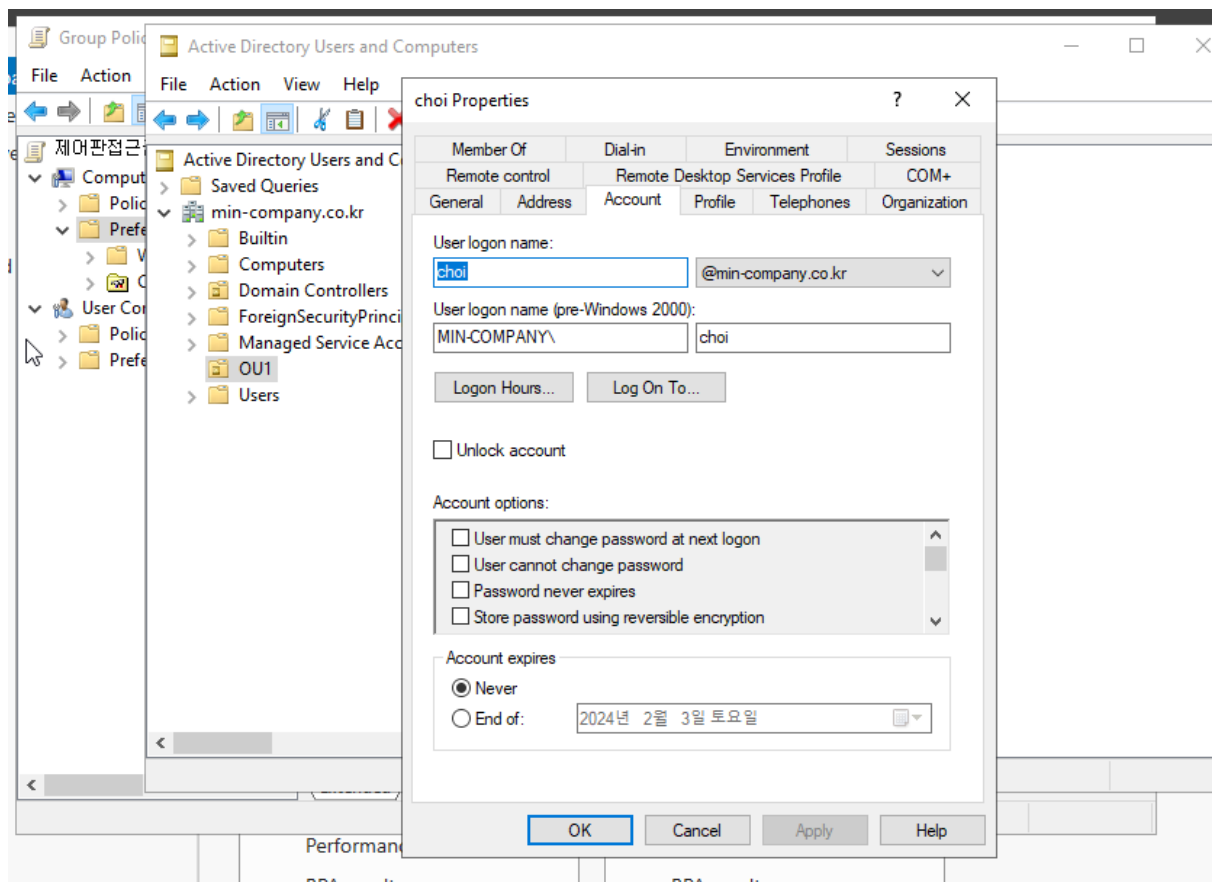 Group Polic
File Action
제어판접근
Comput
Polic
Prefe
User Cor
Polic
Prefe
Active Directory Users and Computers
File Action View Help
Active Directory Users and C
Saved Queries
min-company.co.kr
Builtin
Computers
Domain Controllers
ForeignSecurityPrinci
Managed Service Acc
OU1
Users
choi Properties
?
Member Of Dial-in Environment Sessions
Remote control Remote Desktop Services Profile COM+
General Address Account Profile Telephones Organization
User logon name:
choi @min-company.co.kr
User logon name (pre-Windows 2000):
MIN-COMPANY\ choi
Logon Hours... Log On To...
Unlock account
Account options:
User must change password at next logon
User cannot change password
Password never expires
Store password using reversible encryption
Account expires
Never
End of: 2024년 2월 3일 토요일
OK Cancel Apply Help
Performanc